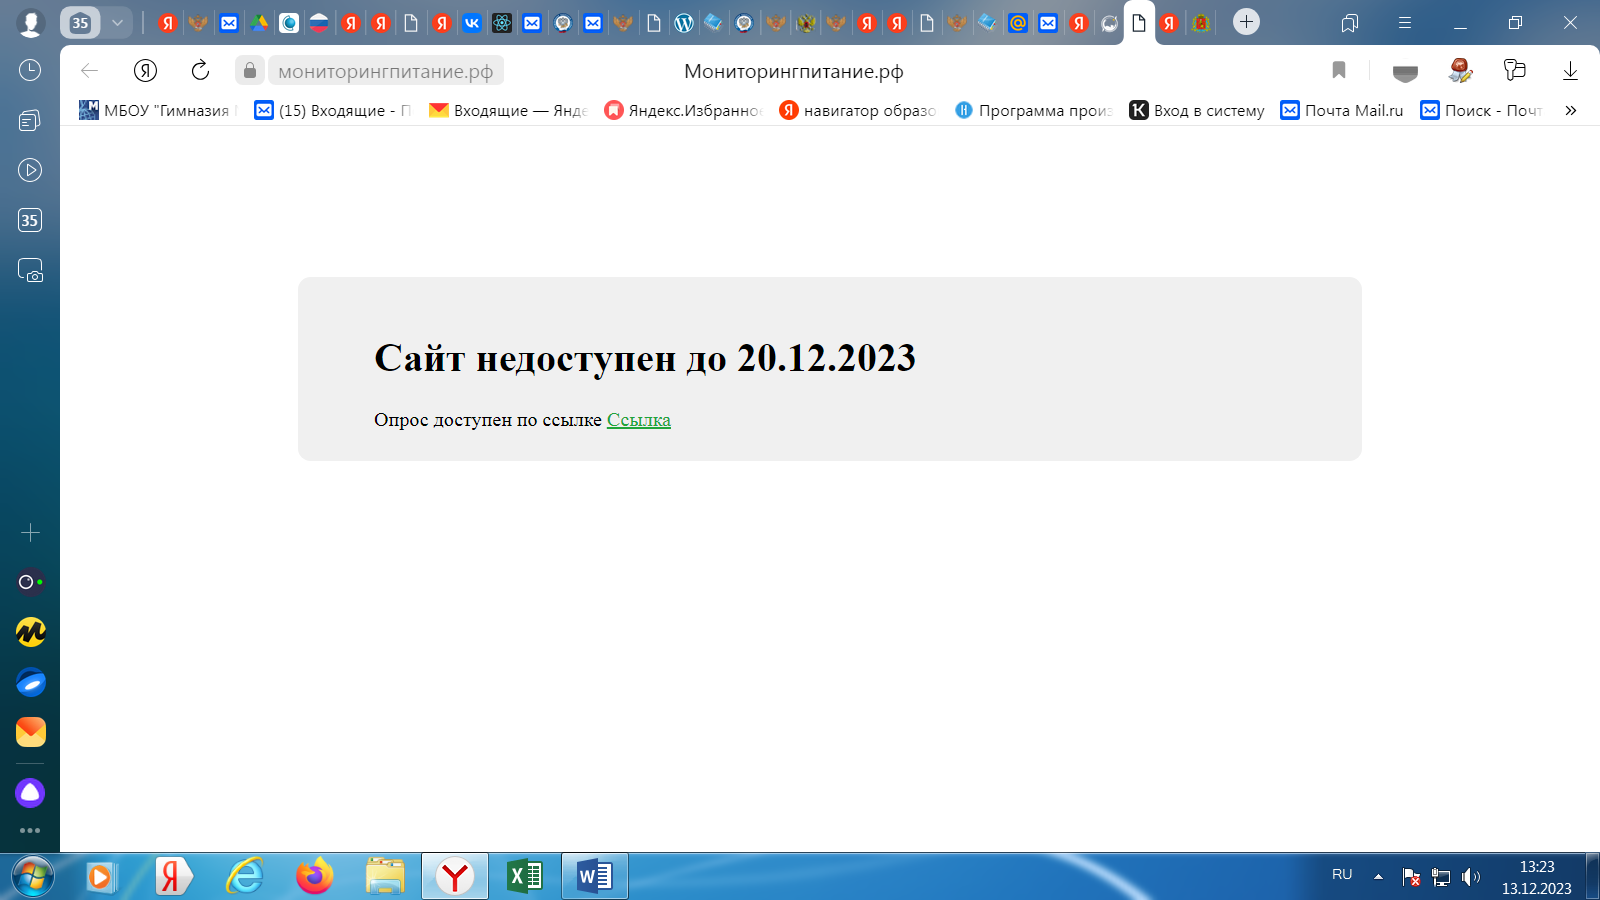 35
мониторингпитание.рф
Мониторингпитание.рф
МБОУ "Гимназия
(15) Входящие - П
Входящие — Янде
Яндекс.Избранно
навигатор образо
Программа произ
Вход в систему
Почта Mail.ru
Поиск - Почт
35
Сайт недоступен до 20.12.2023
Опрос доступен по ссылке Ссылка
RU
13:23
13.12.2023